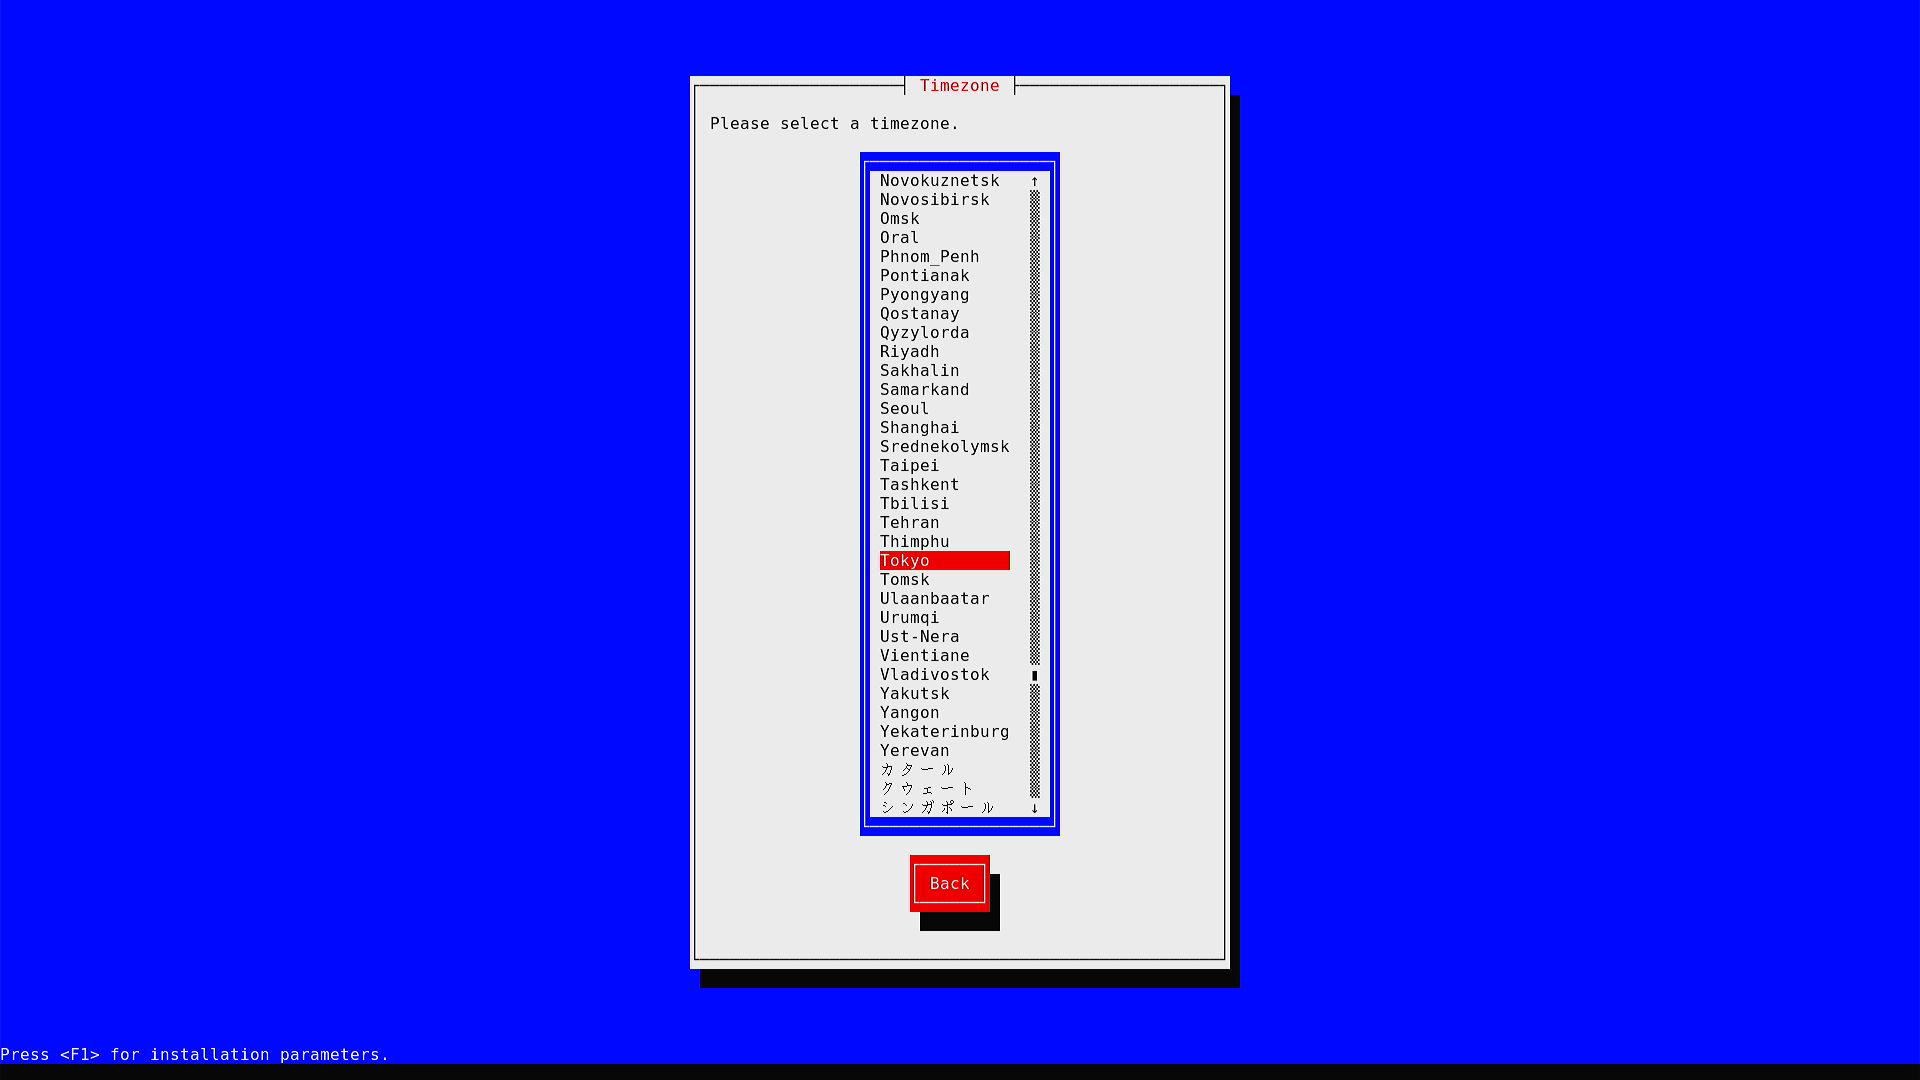 Timezone
Please select a timezone.
Novokuznetsk ↑
Novosibirsk
Omsk
Oral
Phnom_Penh
Pontianak
Pyongyang
Qostanay
Qyzylorda
Riyadh
Sakhalin
Samarkand
Seoul
Shanghai
Srednekolymsk
Taipei
Tashkent
Tbilisi
Tehran
Thimphu
Tokyo
Tomsk
Ulaanbaatar
Urumqi
Ust-Nera
Vientiane
Vladivostok
Yakutsk
Yangon
Yekaterinburg
Yerevan
カタール
クウェート
シンガポール ↓
Back
Press <F1> for installation parameters.